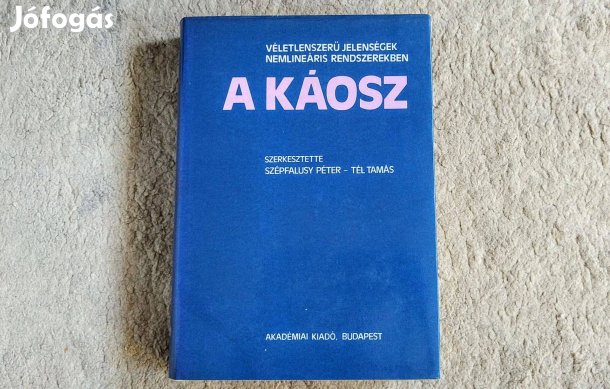 Jófogás
VÉLETLENSZERŰ JELENSÉGEK
NEMLINEÁRIS RENDSZEREKBEN
A KÁOSZ
SZERKESZTETTE
SZÉPFALUSY PÉTER – TÉL TAMÁS
AKADÉMIAI KIADÓ, BUDAPEST